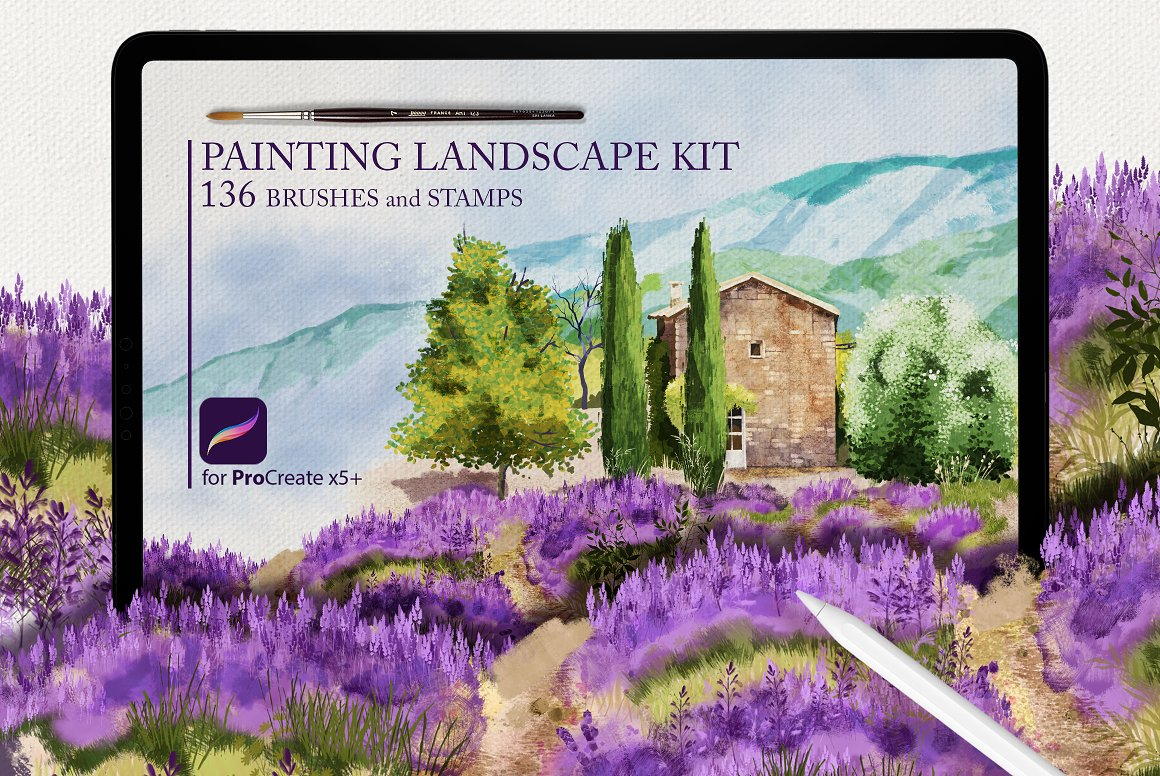 PAINTING LANDSCAPE KIT
136 BRUSHES and STAMPS
for ProCreate x5+